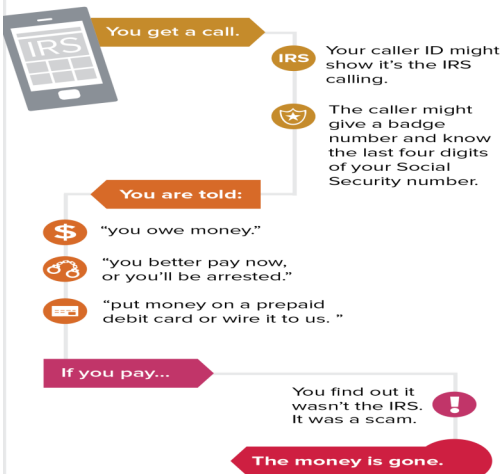 IRS
You get a call.
IRS
Your caller ID might
show it's the IRS
calling.
The caller might
give a badge
number and know
the last four digits
of your Social
Security number.
You are told:
$
“you owe money.”
“you better pay now,
or you'll be arrested.”
“put money on a prepaid
debit card or wire it to us. ”
If you pay...
You find out it
wasn't the IRS.
It was a scam.
!
The money is gone.